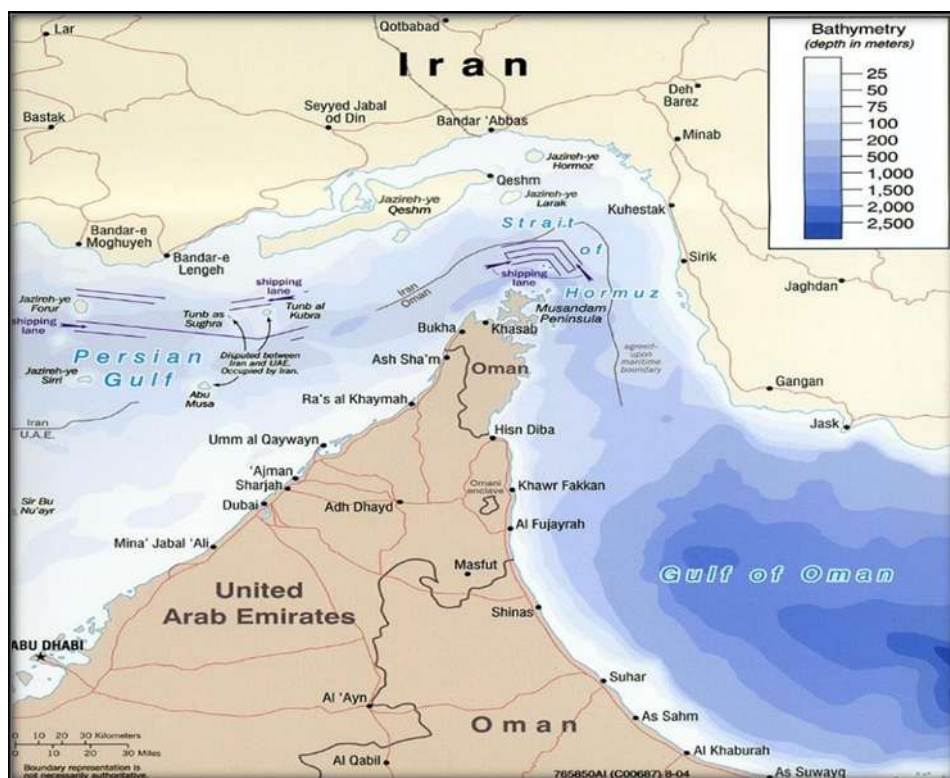 Lar
Qotbabad
Iran
Bathymetry
(depth in meters)
25
50
75
100
200
500
1,000
1,500
2,000
2,500
Bastak
Seyyed Jabal
od Din
Bandar 'Abbas
Deh
Barez
Minab
Jazireh-ye
Hormoz
Qeshm
Jazireh-ye
Larak
Jazireh-ye
Qeshm
Kuhestak
Strait
of
Hormuz
Bandar-e
Moghuyeh
Bandar-e
Lengeh
Sirik
Jaghdan
shipping
lane
Iran
Oman
shipping
lane
Jazireh-ye
Forur
shipping
lane
Tunb as
Sughra
Tunb al
Kubra
Musandam
Peninsula
Bukha
Khasab
Persian
Gulf
Disputed between
Iran and UAE.
Occupied by Iran.
Ash Sha'm
Oman
agreed-
upon
maritime
boundary
Jazireh-ye
Sirri
Abu
Musa
Gangan
Ra's al Khaymah
Iran
U.A.E.
Jask
Umm al Qaywayn
Hisn Diba
'Ajman
Sharjah
Omani
enclave
Khawr Fakkan
Sir Bu
Nu'ayr
Dubai
Adh Dhayd
Al Fujayrah
Mina' Jabal 'Ali
Masfut
Gulf of Oman
United
Arab Emirates
Shinas
ABU DHABI
Suhar
Al 'Ayn
Oman
As Sahm
0 10 20 30 Kilometers
0 10 20 30 Miles
Al Khaburah
Boundary representation is
not necessarily authoritative.
Al Qabil
765850AI (C00687) 8-04
As Suwayq